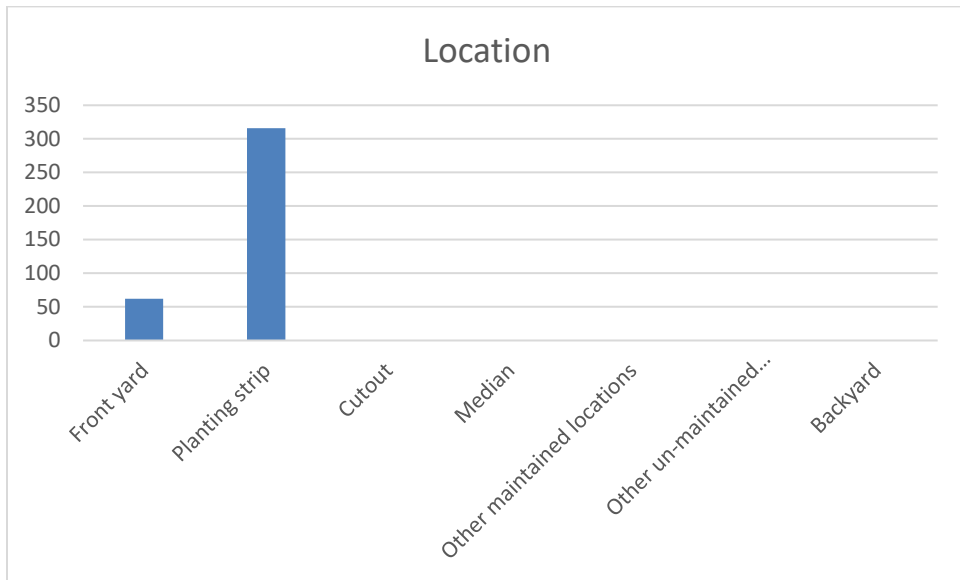 Location
350
300
250
200
150
100
50
0
Front yard
Planting strip
Cutout
Median
Other maintained locations
Other un-maintained...
Backyard